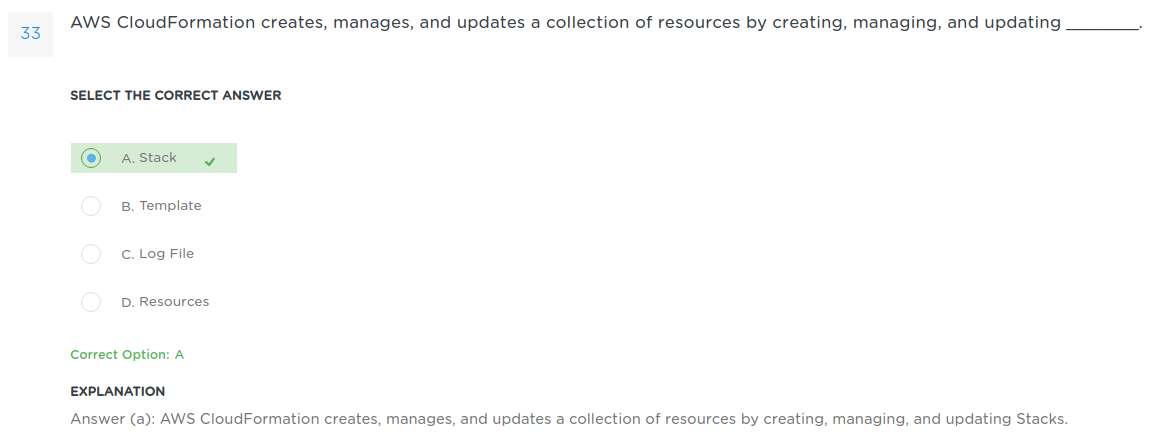 33
AWS CloudFormation creates, manages, and updates a collection of resources by creating, managing, and updating ________.
SELECT THE CORRECT ANSWER
A. Stack
B. Template
C. Log File
D. Resources
Correct Option: A
EXPLANATION
Answer (a): AWS CloudFormation creates, manages, and updates a collection of resources by creating, managing, and updating Stacks.